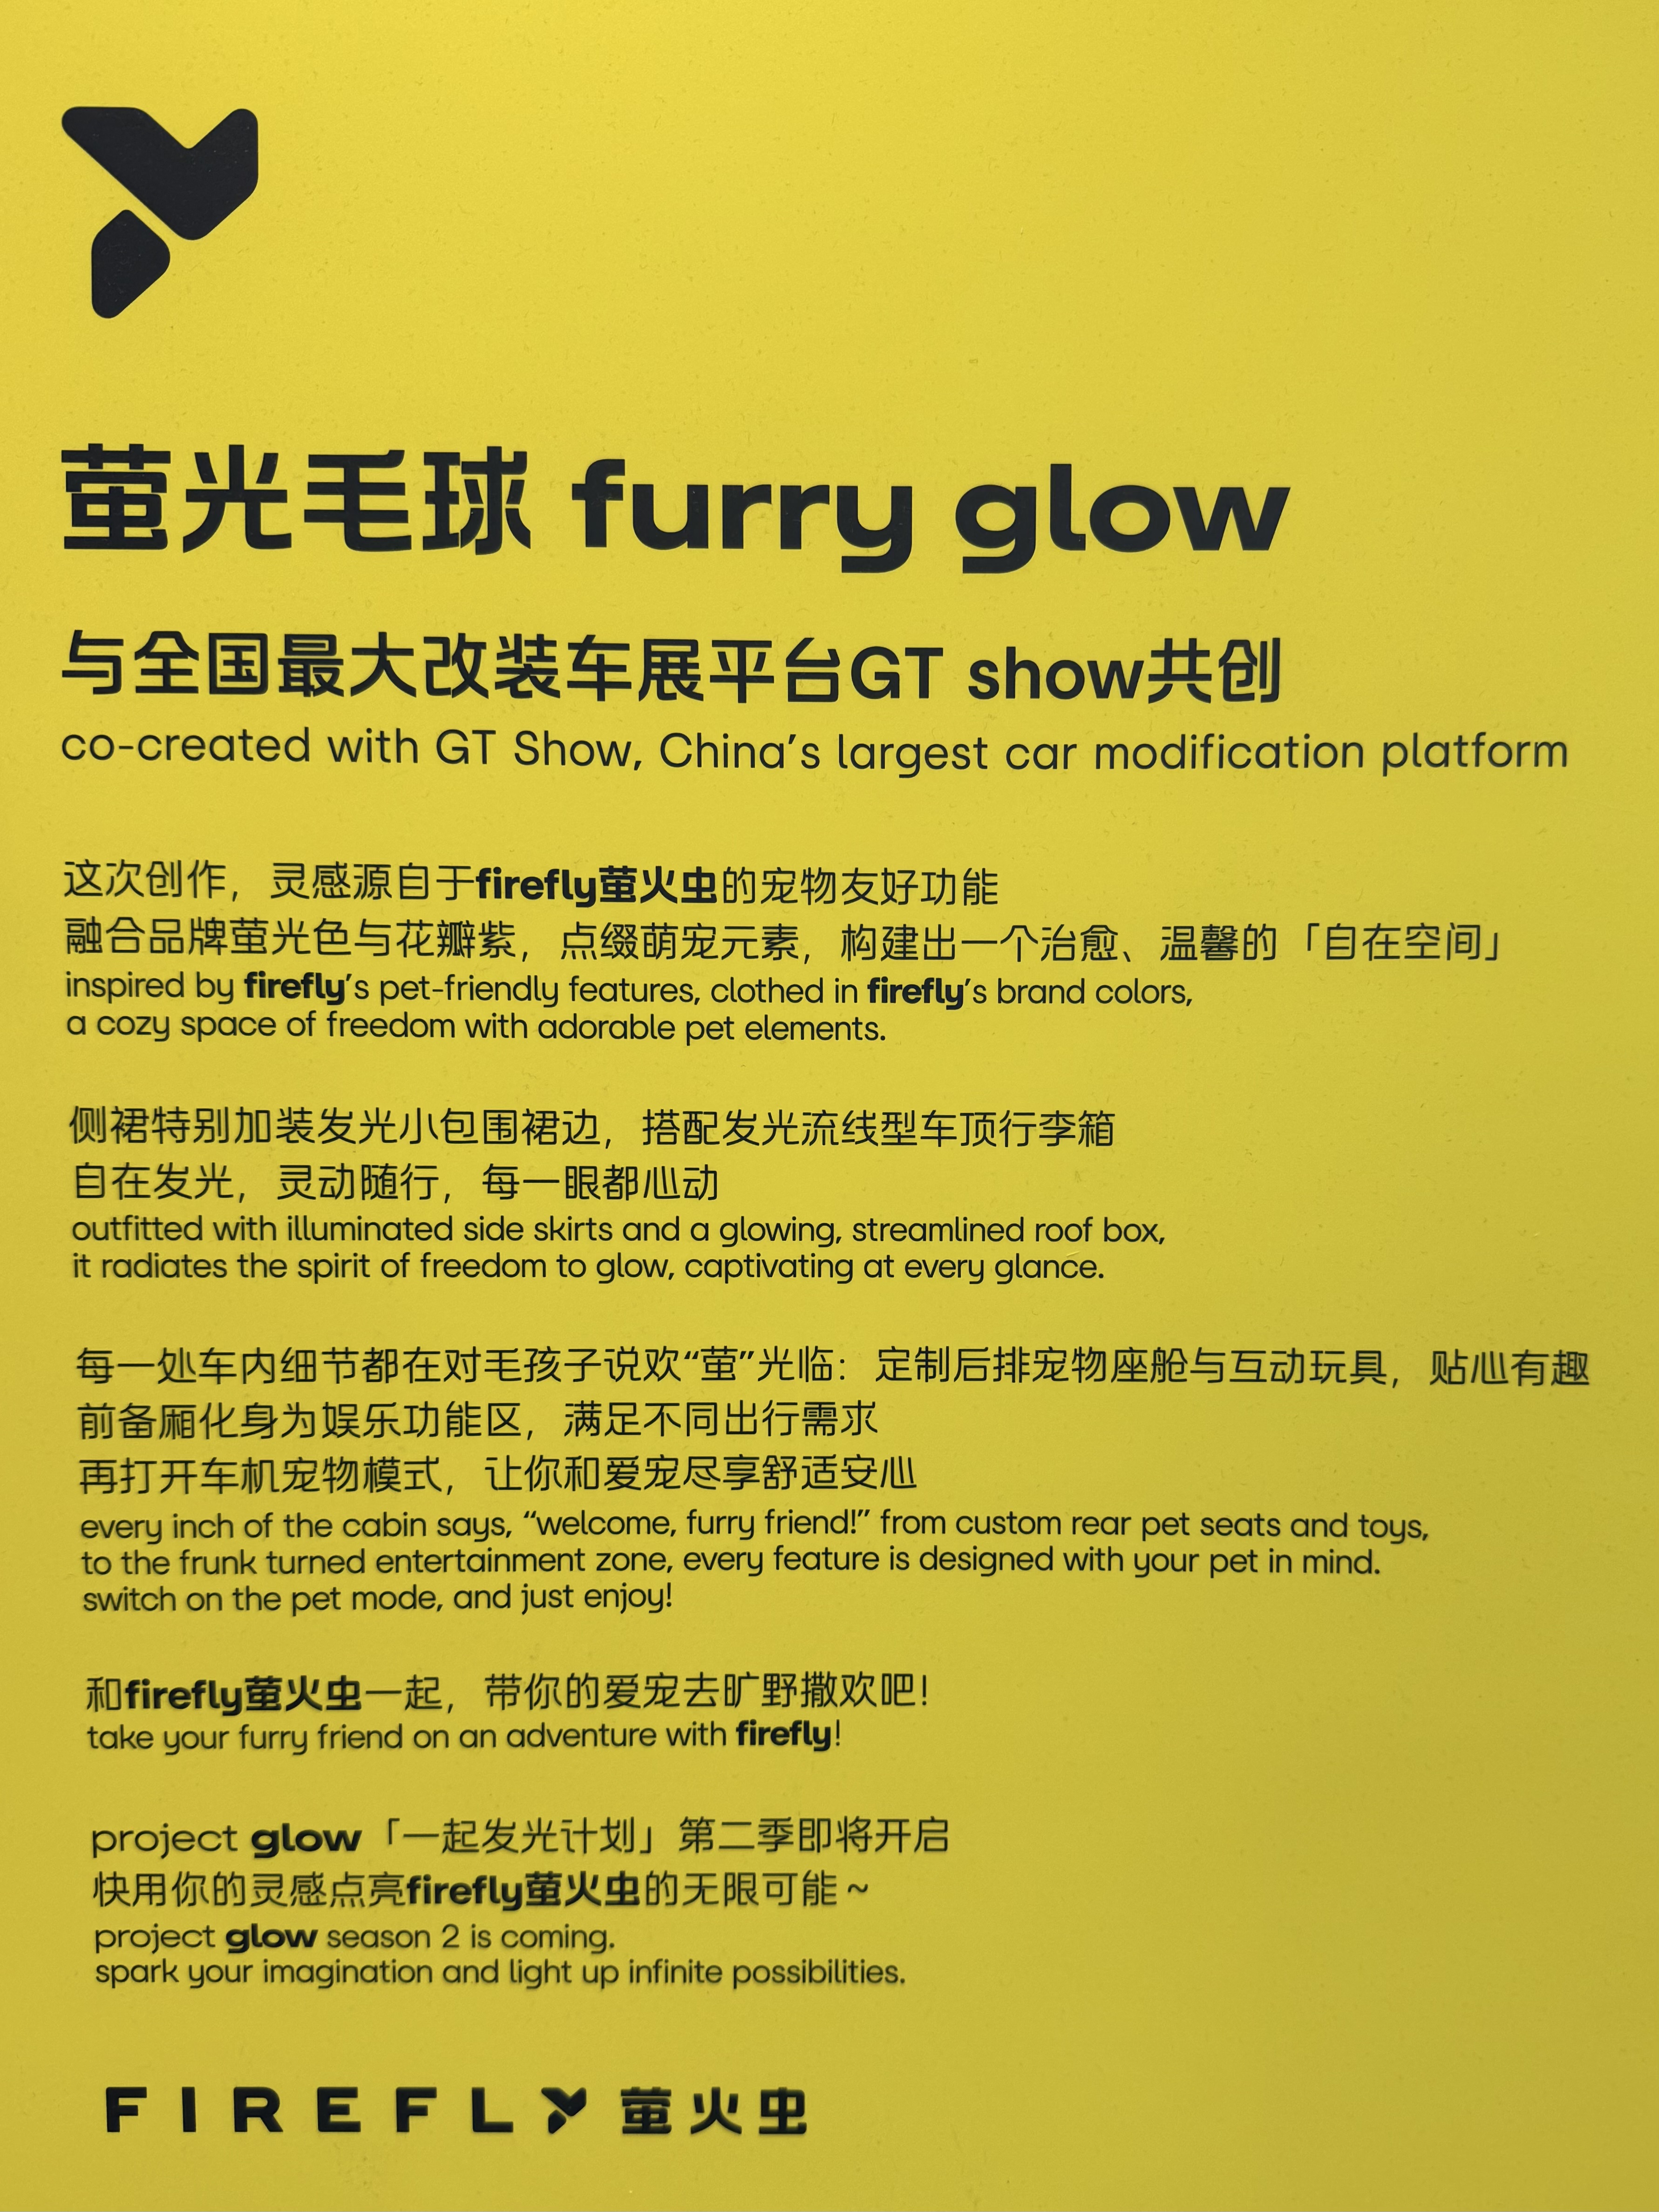 萤光毛球 furry glow
与全国最大改装车展平台GT show共创
co-created with GT Show, China's largest car modification platform
这次创作，灵感源自于firefly萤火虫的宠物友好功能
融合品牌萤光色与花瓣紫，点缀萌宠元素，构建出一个治愈、温馨的「自在空间」
inspired by firefly's pet-friendly features, clothed in firefly's brand colors,
a cozy space of freedom with adorable pet elements.
侧裙特别加装发光小包围裙边，搭配发光流线型车顶行李箱
自在发光，灵动随行，每一眼都心动
outfitted with illuminated side skirts and a glowing, streamlined roof box,
it radiates the spirit of freedom to glow, captivating at every glance.
每一处车内细节都在对毛孩子说欢“萤”光临：定制后排宠物座舱与互动玩具，贴心有趣
前备厢化身为娱乐功能区，满足不同出行需求
再打开车机宠物模式，让你和爱宠尽享舒适安心
every inch of the cabin says, “welcome, furry friend!” from custom rear pet seats and toys,
to the frunk turned entertainment zone, every feature is designed with your pet in mind.
switch on the pet mode, and just enjoy!
和firefly萤火虫一起，带你的爱宠去旷野撒欢吧！
take your furry friend on an adventure with firefly!
project glow「一起发光计划」第二季即将开启
快用你的灵感点亮firefly萤火虫的无限可能～
project glow season 2 is coming.
spark your imagination and light up infinite possibilities.
FIREFLY 萤火虫